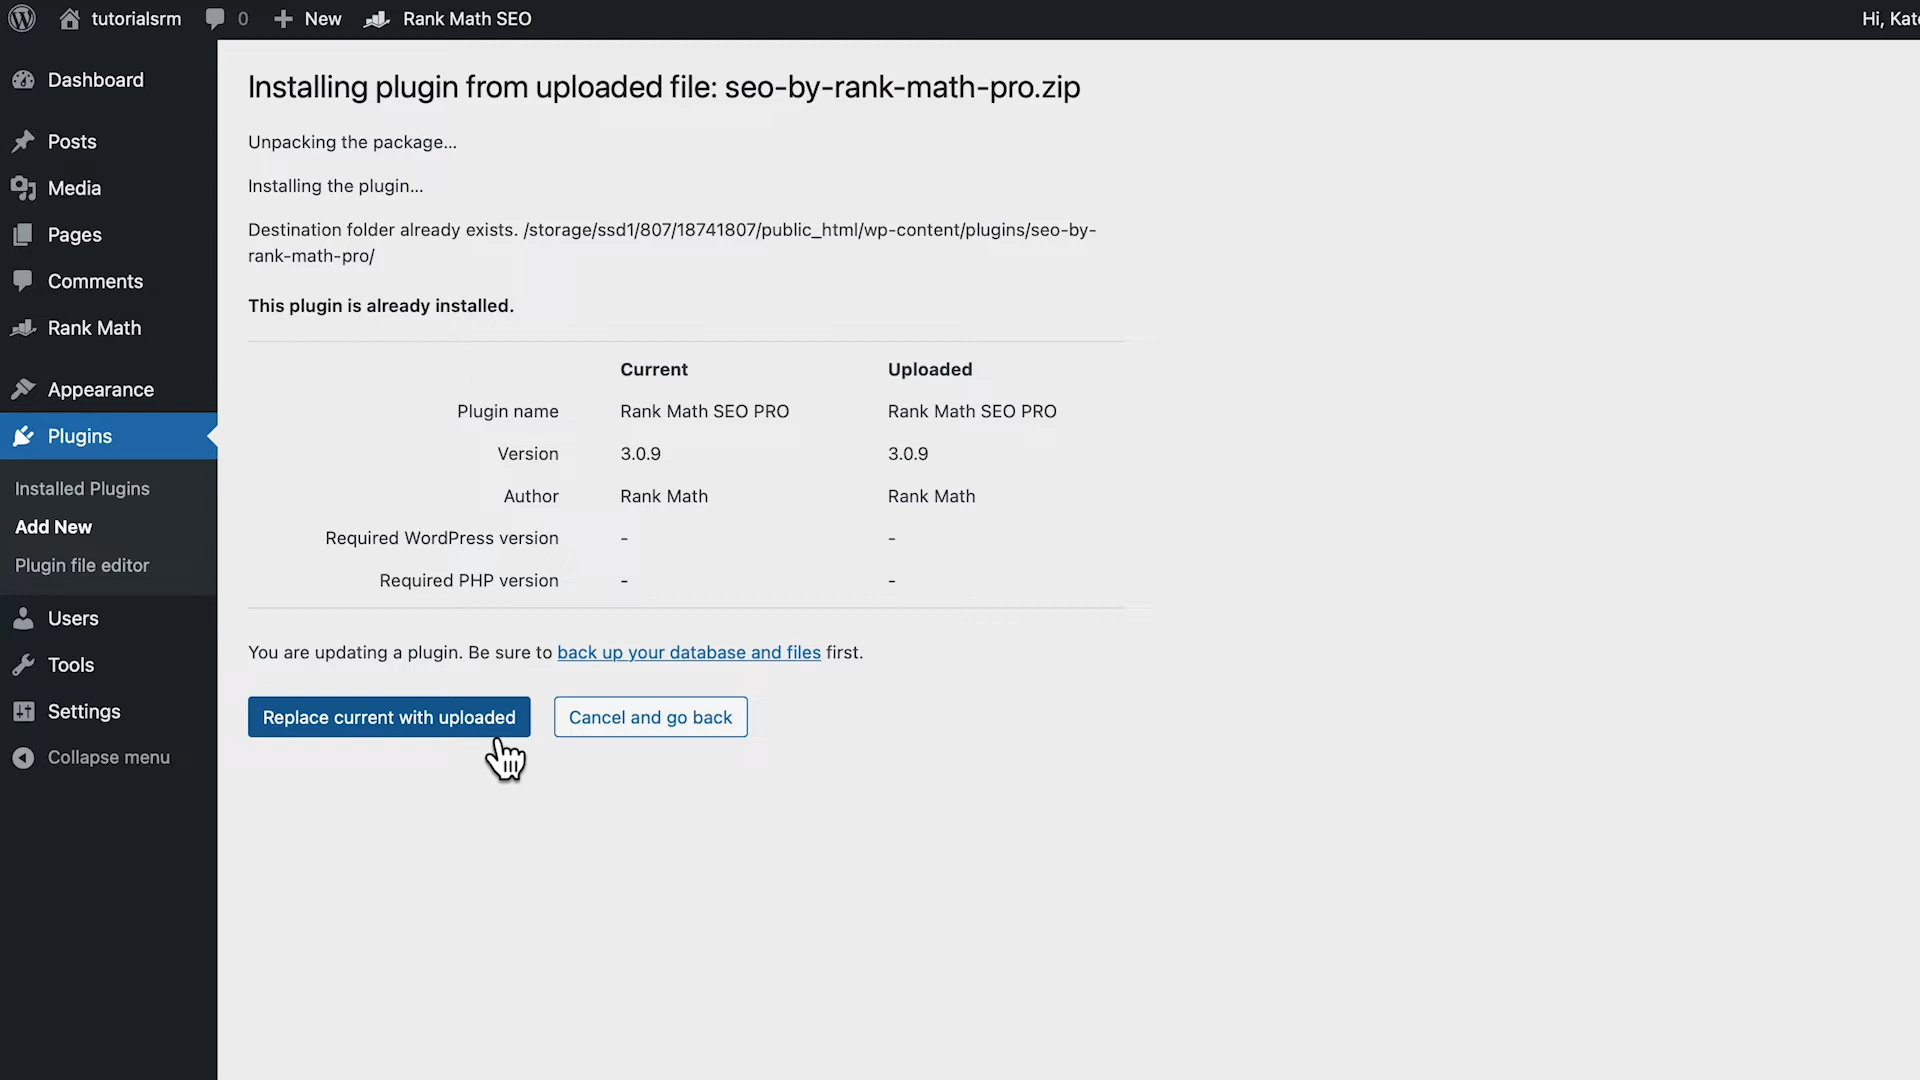 tutorialsrm 0 New Rank Math SEO
Hi, Kat
Dashboard
Posts
Media
Pages
Comments
Rank Math
Appearance
Plugins
Installed Plugins
Add New
Plugin file editor
Users
Tools
Settings
Collapse menu
Installing plugin from uploaded file: seo-by-rank-math-pro.zip
Unpacking the package...
Installing the plugin...
Destination folder already exists. /storage/ssd1/807/18741807/public_html/wp-content/plugins/seo-by-
rank-math-pro/
This plugin is already installed.
Current Uploaded
Plugin name Rank Math SEO PRO Rank Math SEO PRO
Version 3.0.9 3.0.9
Author Rank Math Rank Math
Required WordPress version - -
Required PHP version - -
You are updating a plugin. Be sure to back up your database and files first.
Replace current with uploaded Cancel and go back